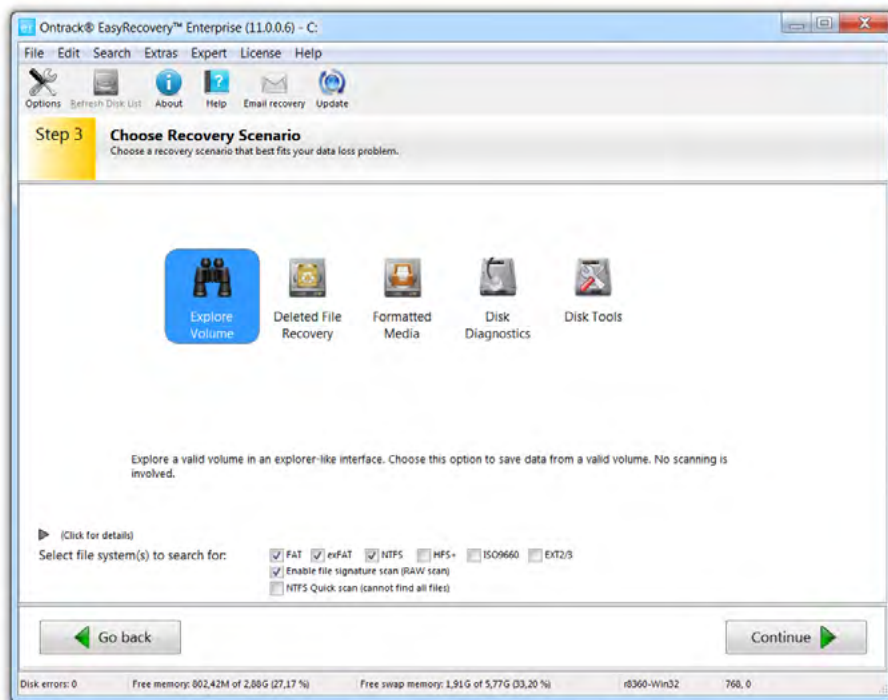 Ontrack® EasyRecovery™ Enterprise (11.0.0.6) - C:
File Edit Search Extras Expert License Help
Options Refresh Disk List About Help Email recovery Update
Step 3
Choose Recovery Scenario
Choose a recovery scenario that best fits your data loss problem.
Explore Volume
Deleted File Recovery
Formatted Media
Disk Diagnostics
Disk Tools
Explore a valid volume in an explorer-like interface. Choose this option to save data from a valid volume. No scanning is
involved.
(Click for details)
Select file system(s) to search for: FAT exFAT NTFS HFS+ ISO9660 EXT2/3
Enable file signature scan (RAW scan)
NTFS Quick scan (cannot find all files)
Go back
Continue
Disk errors: 0 Free memory: 802,42M of 2,88G (27,17 %) Free swap memory: 1,91G of 5,77G (33,20 %) r8360-Win32 768, 0